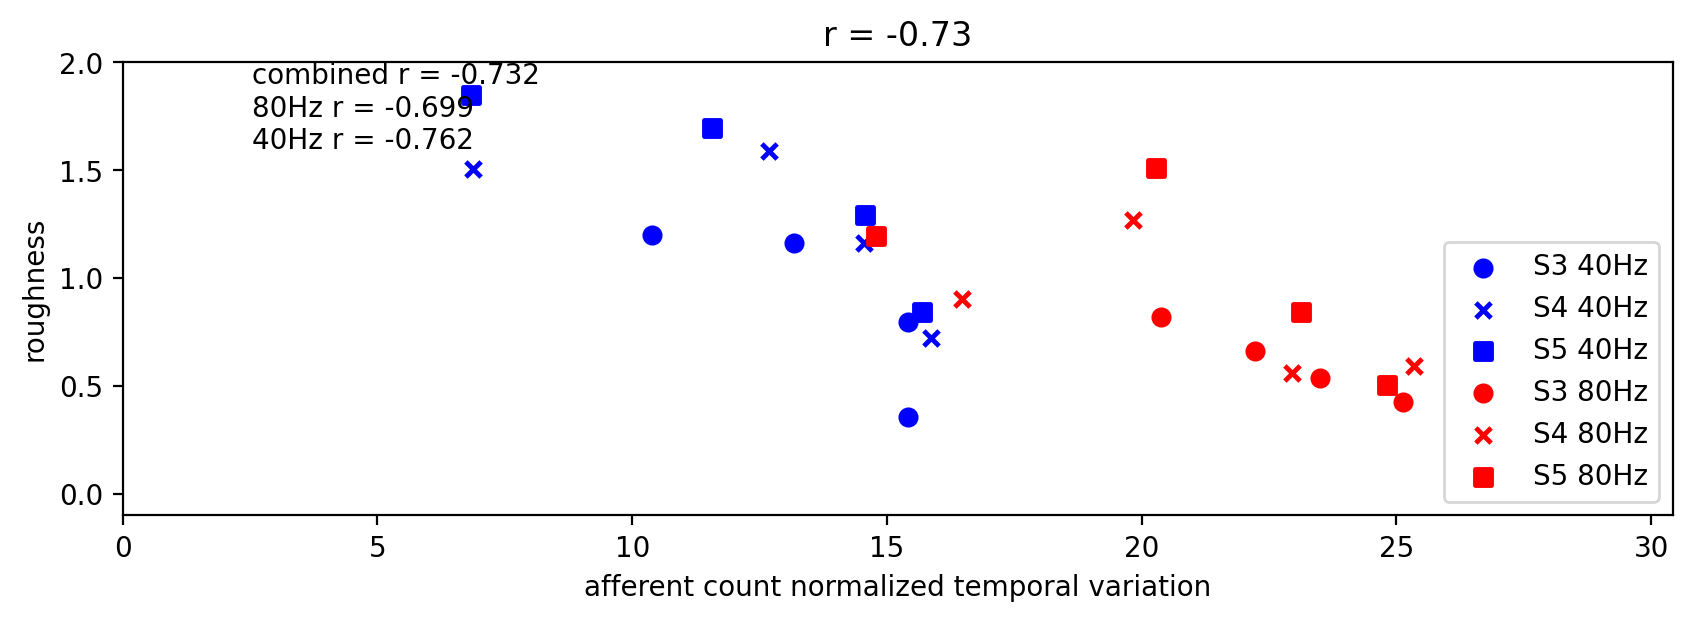 r = -0.73
combined r = -0.732
80Hz r = -0.699
40Hz r = -0.762
2.0
1.5
1.0
0.5
0.0
roughness
S3 40Hz
S4 40Hz
S5 40Hz
S3 80Hz
S4 80Hz
S5 80Hz
0 5 10 15 20 25 30
afferent count normalized temporal variation